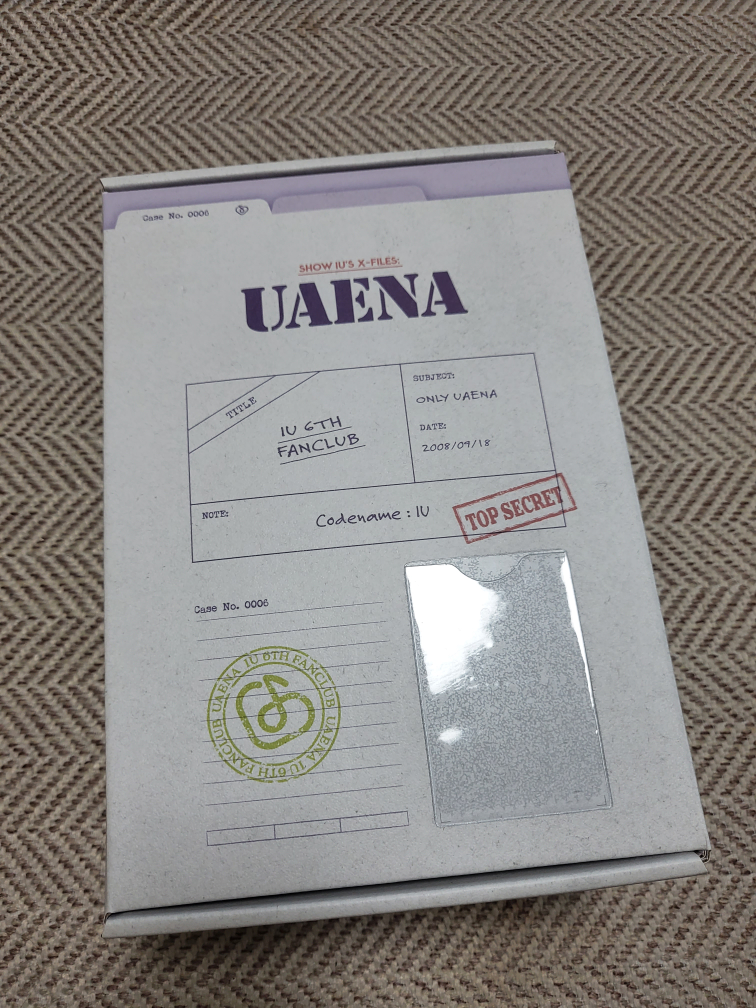 Case No. 0006
SHOW IU'S X-FILES:
UAENA
TITLE
IU 6TH
FANCLUB
SUBJECT:
ONLY UAENA
DATE:
2008/09/18
NOTE:
Codename : IU
TOP SECRET
Case No. 0006
UAENA IU 6TH FANCLUB UAENA IU 6TH FANCLUB